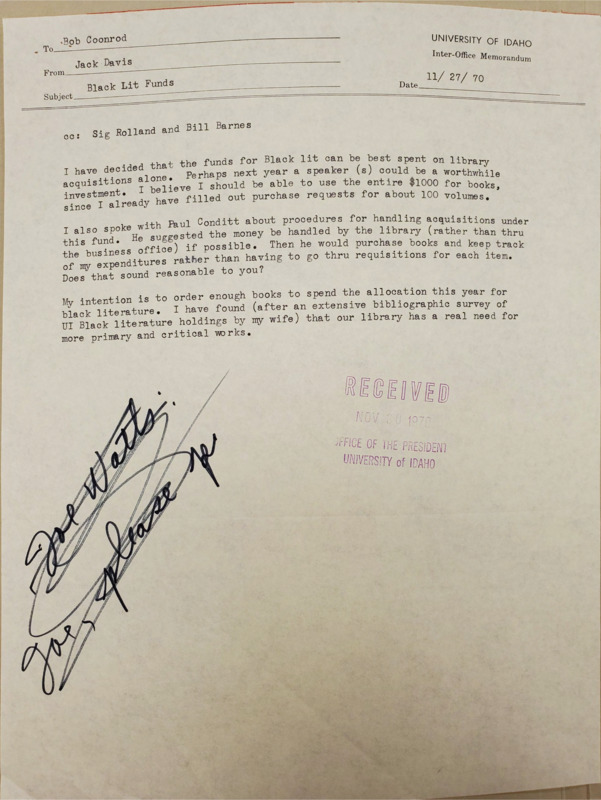 To Bob Coonrod
UNIVERSITY OF IDAHO
Inter-Office Memorandum
From Jack Davis
Date 11/ 27/ 70
Subject Black Lit Funds
cc: Sig Rolland and Bill Barnes
I have decided that the funds for Black lit can be best spent on library
acquisitions alone. Perhaps next year a speaker (s) could be a worthwhile
investment. I believe I should be able to use the entire $1000 for books,
since I already have filled out purchase requests for about 100 volumes.
I also spoke with Paul Conditt about procedures for handling acquisitions under
this fund. He suggested the money be handled by the library (rather than thru
the business office) if possible. Then he would purchase books and keep track
of my expenditures rather than having to go thru requisitions for each item.
Does that sound reasonable to you?
My intention is to order enough books to spend the allocation this year for
black literature. I have found (after an extensive bibliographic survey of
UI Black literature holdings by my wife) that our library has a real need for
more primary and critical works.
RECEIVED
NOV 1970
OFFICE OF THE PRESIDENT
UNIVERSITY of IDAHO
Joe Watts:
Joe, please